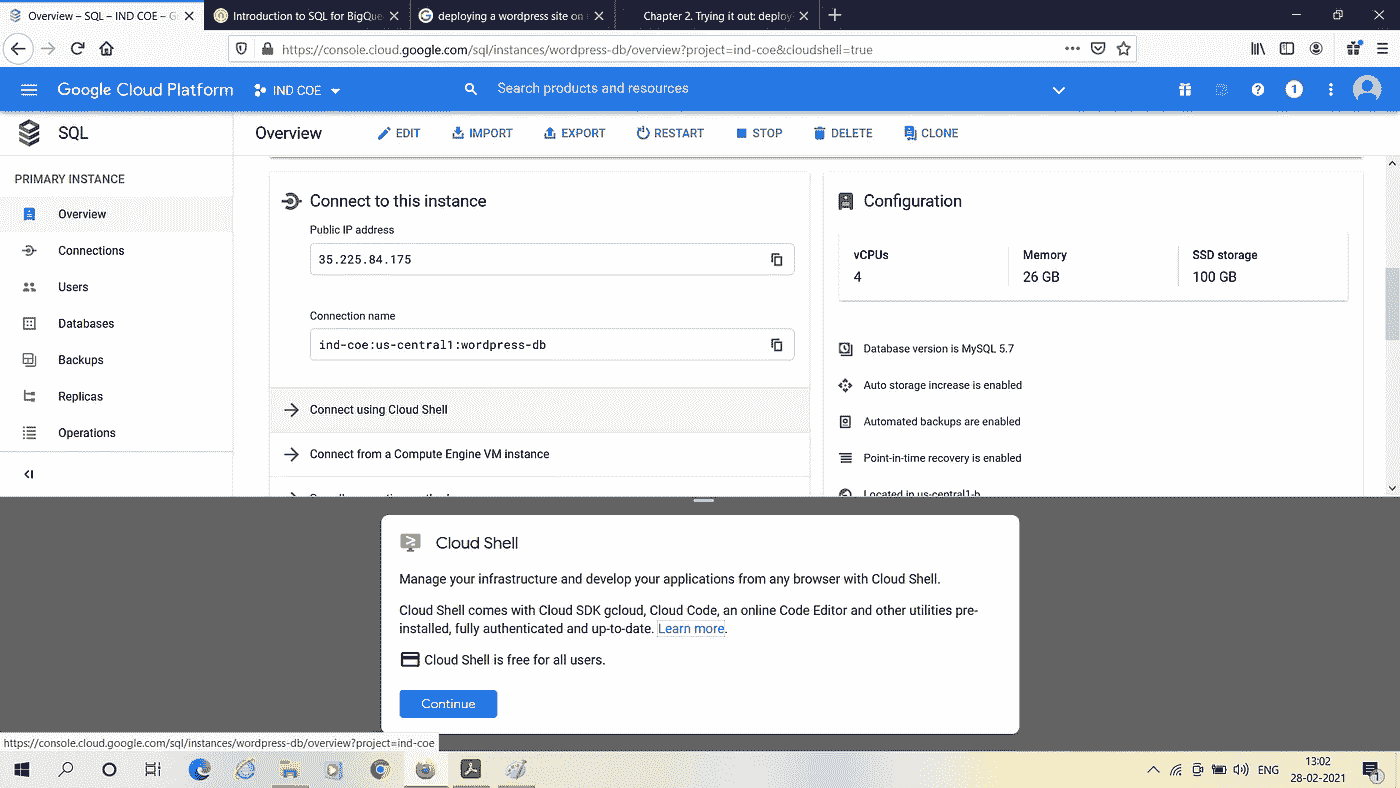 Overview – SQL – IND COE – Go
Introduction to SQL for BigQue
deploying a wordpress site on
Chapter 2. Trying it out: deploy
https://console.cloud.google.com/sql/instances/wordpress-db/overview?project=ind-coe&cloudshell=true
Google Cloud Platform
IND COE
Search products and resources
1
SQL
Overview
EDIT
IMPORT
EXPORT
RESTART
STOP
DELETE
CLONE
PRIMARY INSTANCE
Overview
Connections
Users
Databases
Backups
Replicas
Operations
Connect to this instance
Public IP address
35.225.84.175
Connection name
ind-coe:us-central1:wordpress-db
Connect using Cloud Shell
Connect from a Compute Engine VM instance
Configuration
vCPUs
4
Memory
26 GB
SSD storage
100 GB
Database version is MySQL 5.7
Auto storage increase is enabled
Automated backups are enabled
Point-in-time recovery is enabled
Located in us-central1-b
Cloud Shell
Manage your infrastructure and develop your applications from any browser with Cloud Shell.
Cloud Shell comes with Cloud SDK gcloud, Cloud Code, an online Code Editor and other utilities pre-
installed, fully authenticated and up-to-date. Learn more.
Cloud Shell is free for all users.
Continue
https://console.cloud.google.com/sql/instances/wordpress-db/overview?project=ind-coe
ENG
13:02
28-02-2021
1